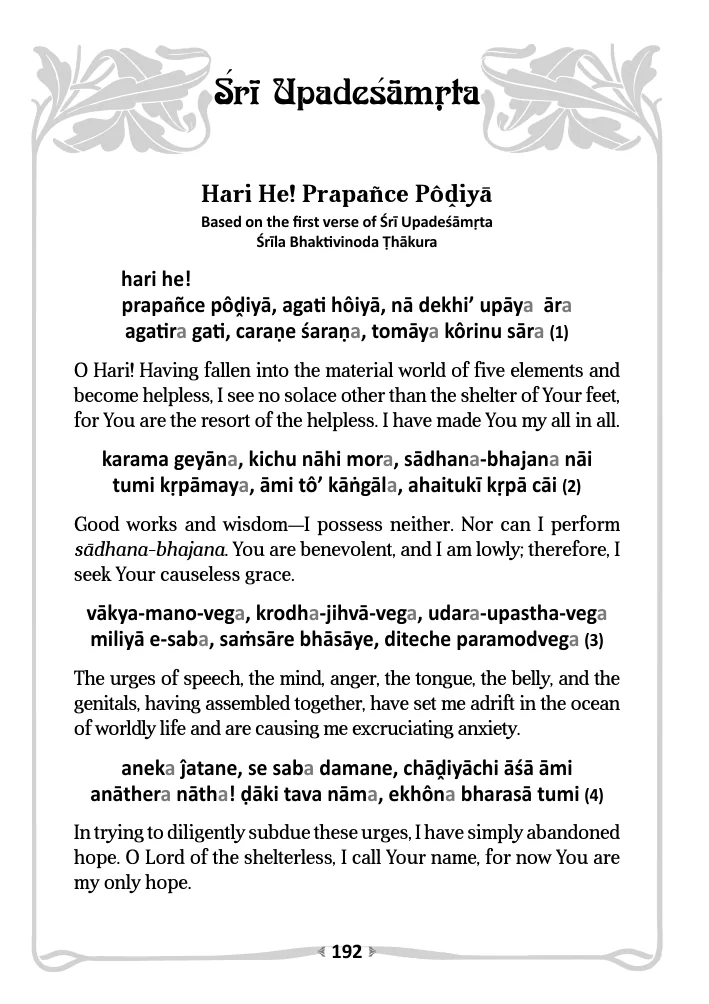 Śrī Upadeśāmṛta
Hari He! Prapañce Pôḓiyā
Based on the first verse of Śrī Upadeśāmṛta
Śrīla Bhaktivinoda Ṭhākura
hari he!
prapañce pôḓiyā, agati hôiyā, nā dekhi’ upāya āra
agatira gati, caraṇe śaraṇa, tomāya kôrinu sāra (1)
O Hari! Having fallen into the material world of five elements and
become helpless, I see no solace other than the shelter of Your feet,
for You are the resort of the helpless. I have made You my all in all.
karama geyāna, kichu nāhi mora, sādhana-bhajana nāi
tumi kṛpāmaya, āmi tô’ kāṅgāla, ahaitukī kṛpā cāi (2)
Good works and wisdom—I possess neither. Nor can I perform
sādhana-bhajana. You are benevolent, and I am lowly; therefore, I
seek Your causeless grace.
vākya-mano-vega, krodha-jihvā-vega, udara-upastha-vega
miliyā e-saba, saṁsāre bhāsāye, diteche paramodvega (3)
The urges of speech, the mind, anger, the tongue, the belly, and the
genitals, having assembled together, have set me adrift in the ocean
of worldly life and are causing me excruciating anxiety.
aneka ĵatane, se saba damane, chāḓiyāchi āśā āmi
anāthera nātha! ḍāki tava nāma, ekhôna bharasā tumi (4)
In trying to diligently subdue these urges, I have simply abandoned
hope. O Lord of the shelterless, I call Your name, for now You are
my only hope.
192